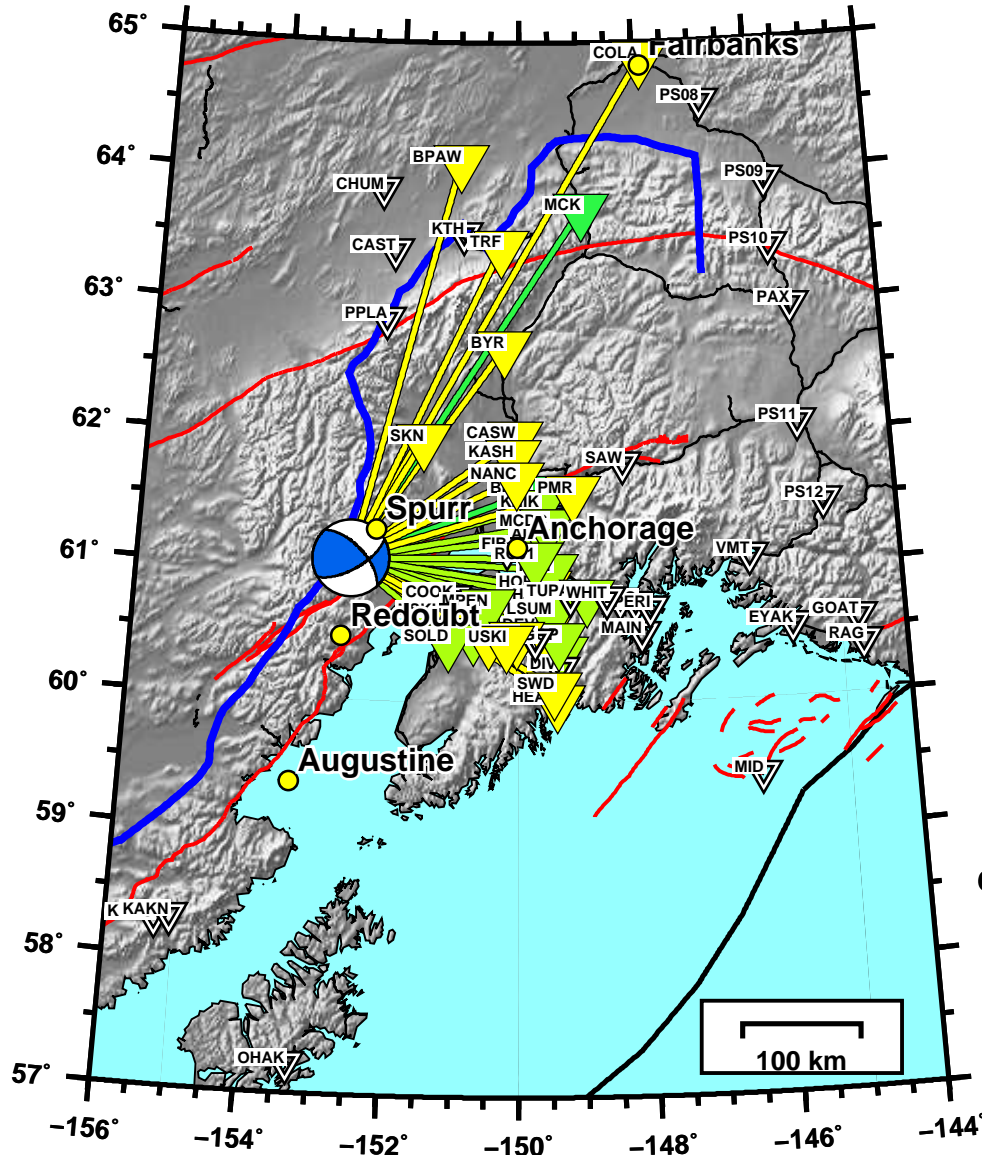 65°
64°
63°
62°
61°
60°
59°
58°
57°
−156°
−154°
−152°
−150°
−148°
−146°
−144°
Fairbanks
COLA
PS08
BPAW
CHUM
PS09
MCK
KTH
TRF
CAST
PS10
PPLA
PAX
BYR
PS11
SKN
CASW
KASH
SAW
NANC
PMR
PS12
Spurr
Anchorage
VMT
COOK
TUPA
WHIT
LSUM
ERI
MAIN
EYAK
GOAT
RAG
Redoubt
SOLD
USKI
SWD
Augustine
MID
K
KAKN
OHAK
100 km